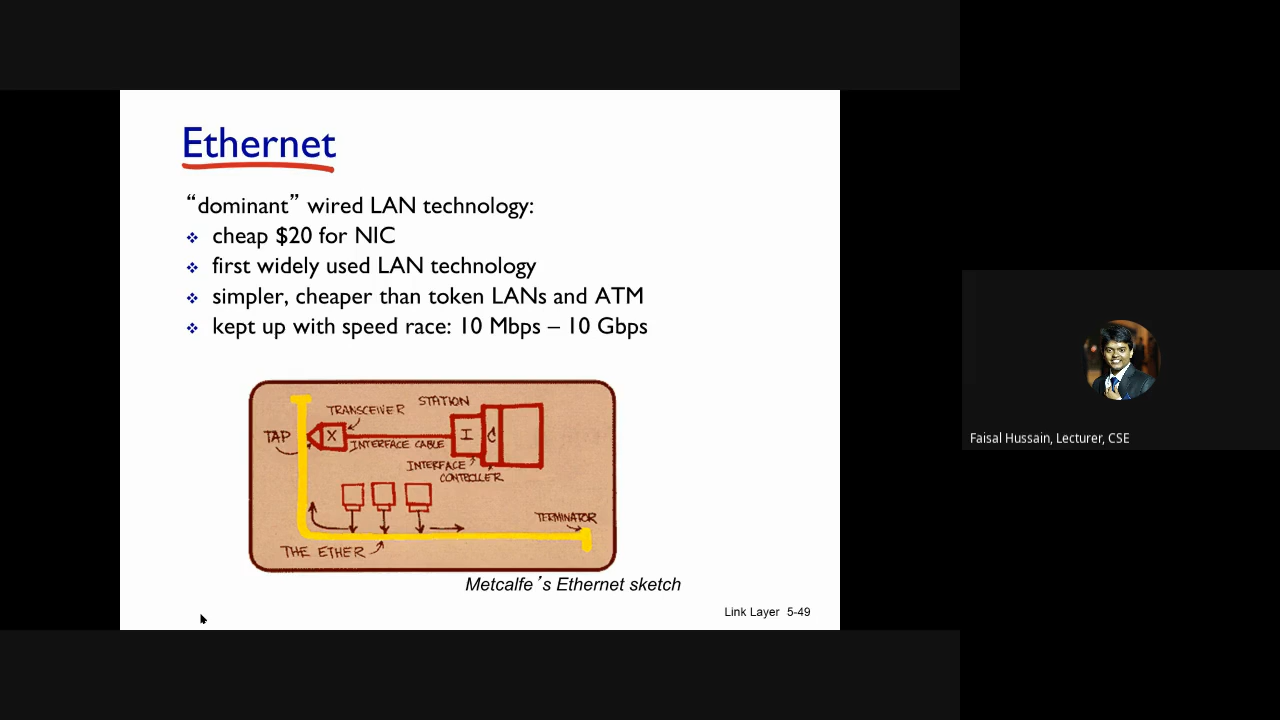 Ethernet
“dominant” wired LAN technology:
❖ cheap $20 for NIC
❖ first widely used LAN technology
❖ simpler, cheaper than token LANs and ATM
❖ kept up with speed race: 10 Mbps – 10 Gbps
STATION
TRANSCEIVER
TAP
X
INTERFACE CABLE
I
C
INTERFACE
CONTROLLER
TERMINATOR
THE ETHER
Metcalfe’s Ethernet sketch
Link Layer 5-49
Faisal Hussain, Lecturer, CSE